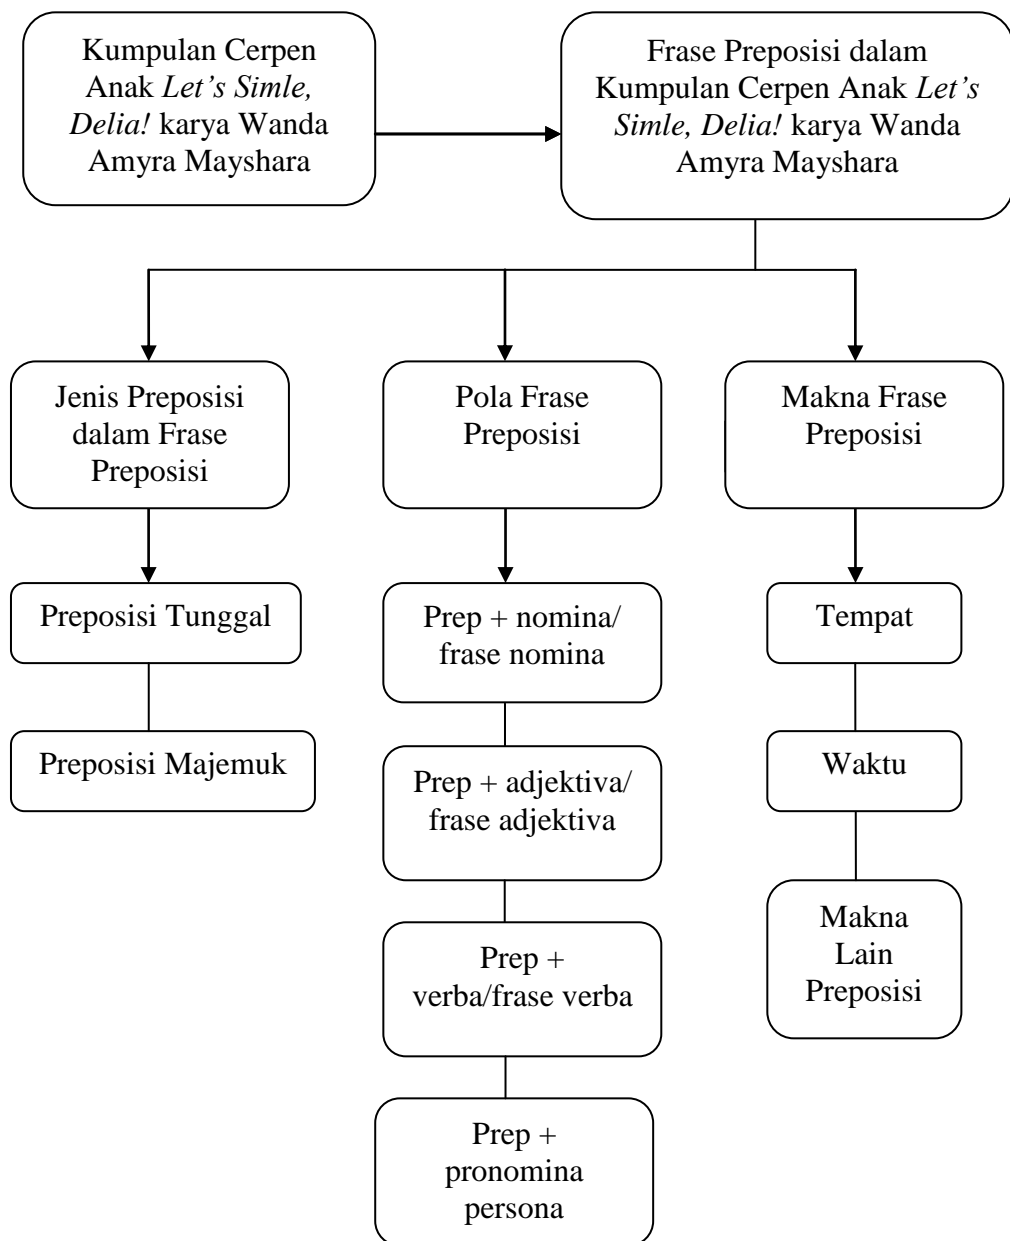 Kumpulan Cerpen
Anak Let’s Simle,
Delia! karya Wanda
Amyra Mayshara
Frase Preposisi dalam
Kumpulan Cerpen Anak Let’s
Simle, Delia! karya Wanda
Amyra Mayshara
Jenis Preposisi
dalam Frase
Preposisi
Pola Frase
Preposisi
Makna Frase
Preposisi
Preposisi Tunggal
Preposisi Majemuk
Prep + nomina/
frase nomina
Prep + adjektiva/
frase adjektiva
Prep +
verba/frase verba
Prep +
pronomina
persona
Tempat
Waktu
Makna
Lain
Preposisi